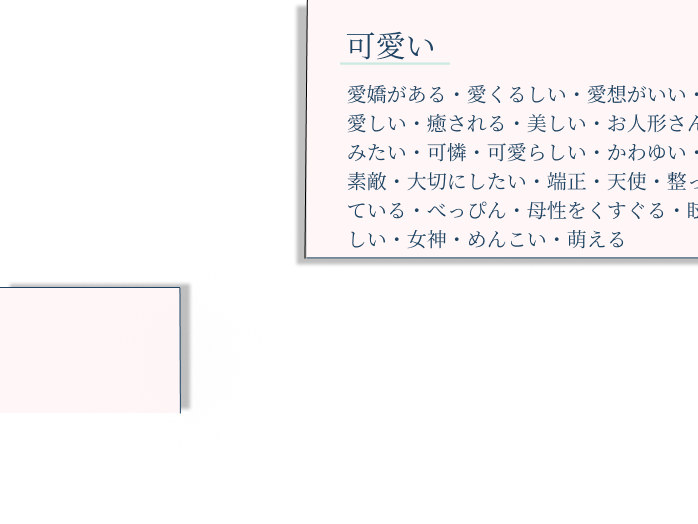 可愛い
愛嬌がある・愛くるしい・愛想がいい・
愛しい・癒される・美しい・お人形さん
みたい・可憐・可愛らしい・かわゆい・
素敵・大切にしたい・端正・天使・整っ
ている・べっぴん・母性をくすぐる・
しい・女神・めんこい・萌える